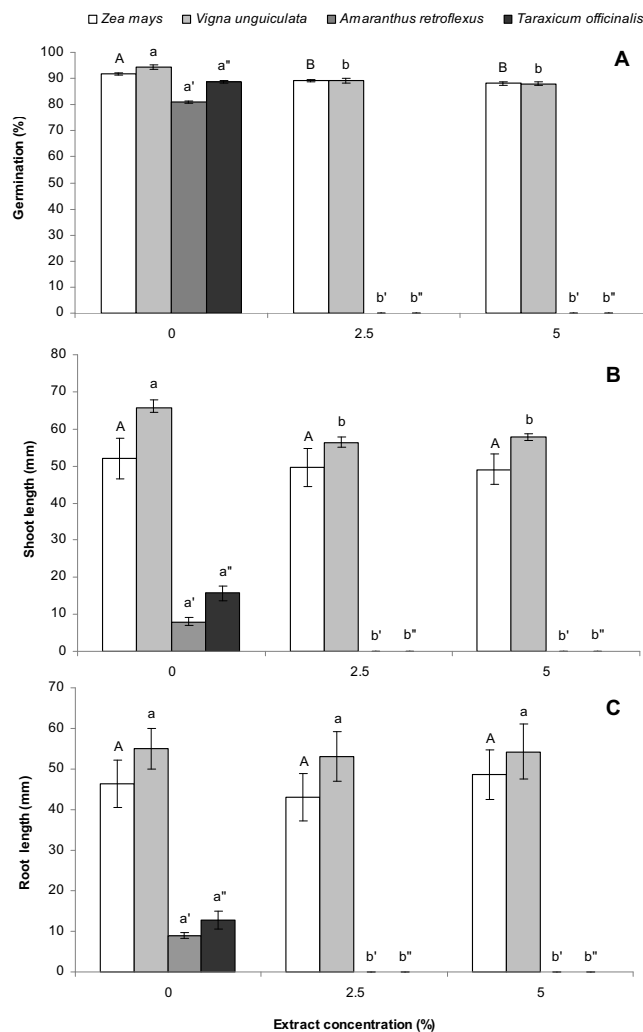 Zea mays Vigna unguiculata Amaranthus retroflexus Taraxicum officinalis
A
Germination (%)
100
90
80
70
60
50
40
30
20
10
0
A a a' a"
B b b' b"
B b b' b"
0 2.5 5
B
Shoot length (mm)
80
70
60
50
40
30
20
10
0
A a a' a"
A b b' b"
A b b' b"
0 2.5 5
C
Root length (mm)
70
60
50
40
30
20
10
0
A a a' a"
A a b' b"
A a b' b"
0 2.5 5
Extract concentration (%)